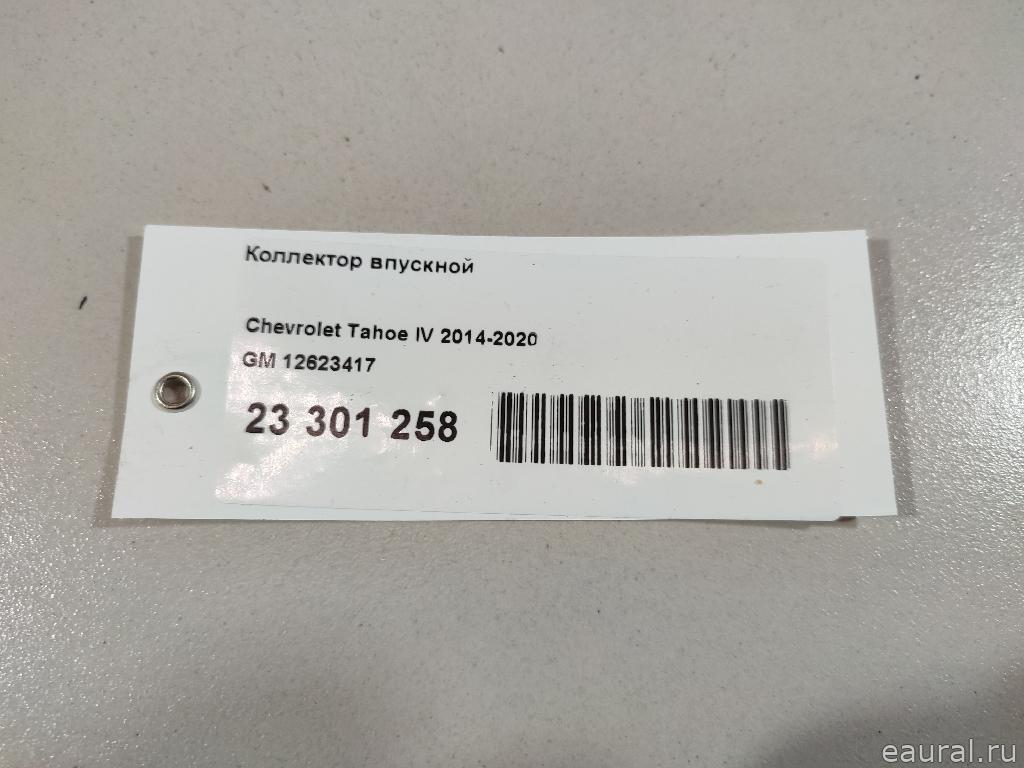 Коллектор впускной
Chevrolet Tahoe IV 2014-2020
GM 12623417
23 301 258
eaural.ru